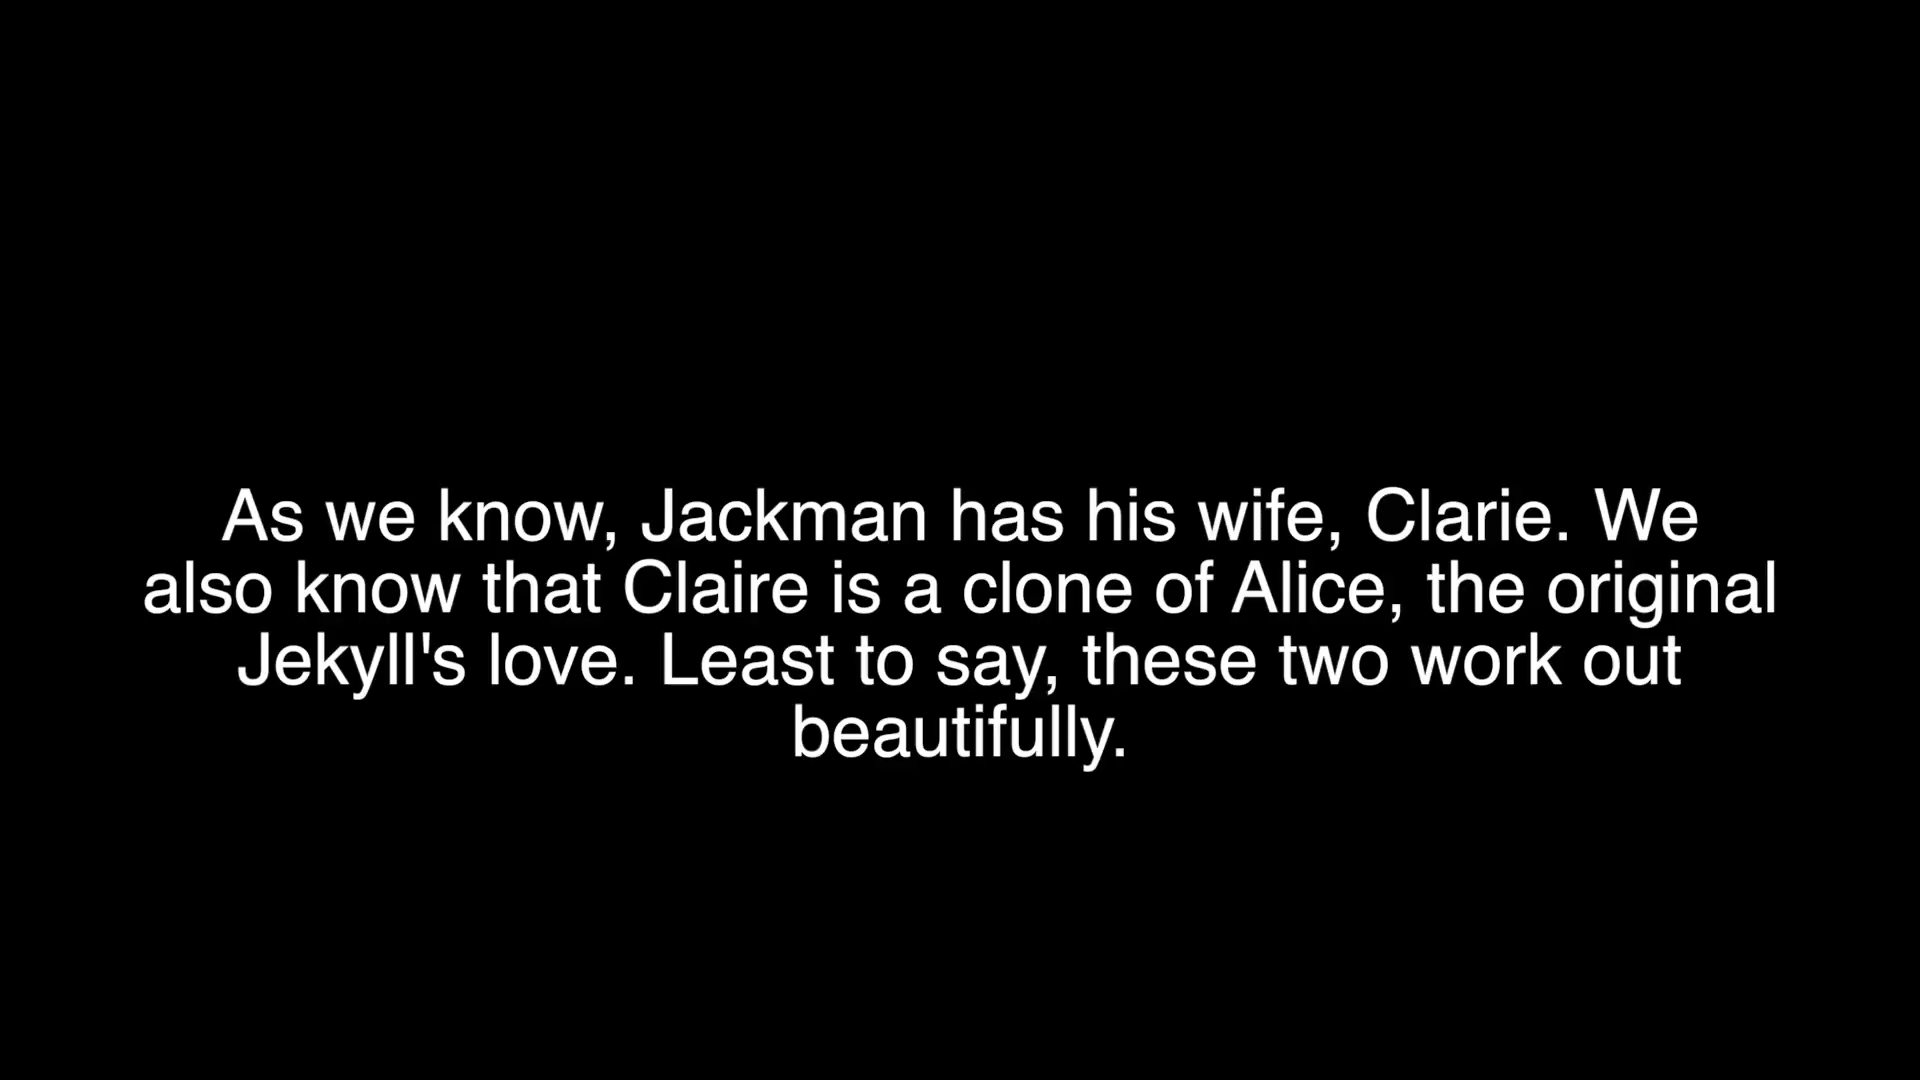 As we know, Jackman has his wife, Clarie. We
also know that Claire is a clone of Alice, the original
Jekyll's love. Least to say, these two work out
beautifully.